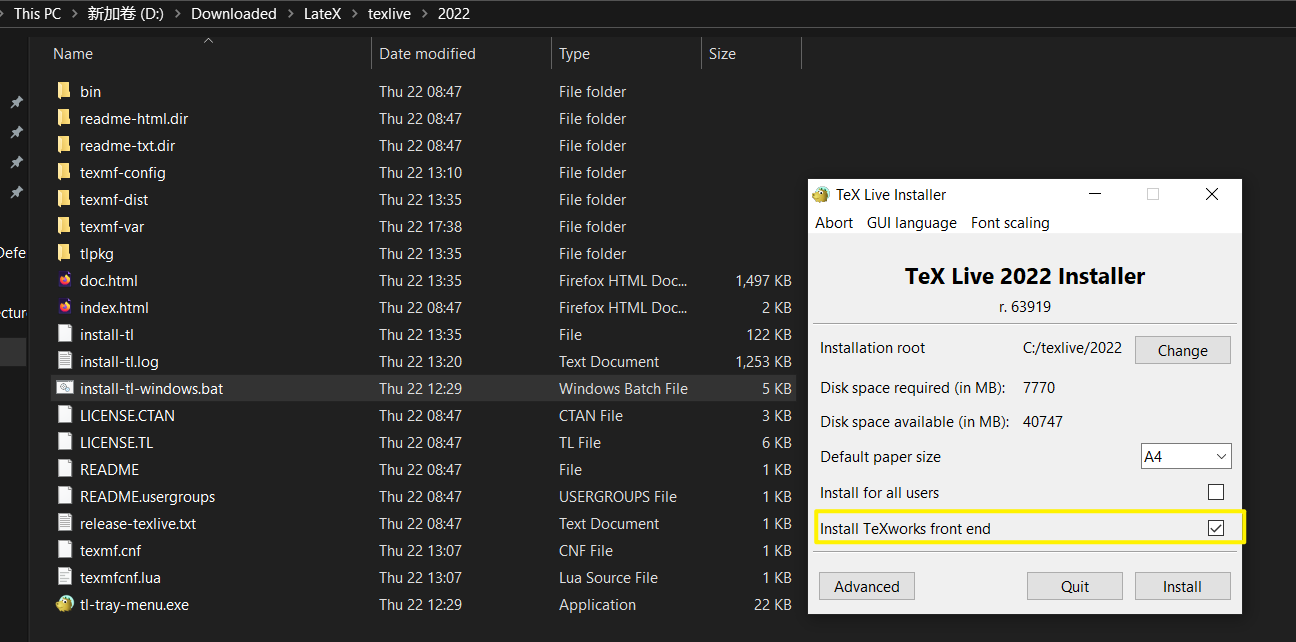 This PC > 新加卷 (D:) > Downloaded > LateX > texlive > 2022
Name Date modified Type Size
bin Thu 22 08:47 File folder
readme-html.dir Thu 22 08:47 File folder
readme-txt.dir Thu 22 08:47 File folder
texmf-config Thu 22 13:10 File folder
texmf-dist Thu 22 13:35 File folder
texmf-var Thu 22 17:38 File folder
Defe
tlpkg Thu 22 13:35 File folder
doc.html Thu 22 13:35 Firefox HTML Doc... 1,497 KB
ectur
index.html Thu 22 08:47 Firefox HTML Doc... 2 KB
install-tl Thu 22 13:35 File 122 KB
install-tl.log Thu 22 13:20 Text Document 1,253 KB
install-tl-windows.bat Thu 22 12:29 Windows Batch File 5 KB
LICENSE.CTAN Thu 22 08:47 CTAN File 3 KB
LICENSE.TL Thu 22 08:47 TL File 6 KB
README Thu 22 08:47 File 1 KB
README.usergroups Thu 22 08:47 USERGROUPS File 1 KB
release-texlive.txt Thu 22 08:47 Text Document 1 KB
texmf.cnf Thu 22 13:07 CNF File 1 KB
texmfcnf.lua Thu 22 13:07 Lua Source File 1 KB
tl-tray-menu.exe Thu 22 12:29 Application 22 KB
TeX Live Installer
Abort GUI language Font scaling
TeX Live 2022 Installer
r. 63919
Installation root C:/texlive/2022 Change
Disk space required (in MB): 7770
Disk space available (in MB): 40747
Default paper size A4
Install for all users
Install TeXworks front end
Advanced Quit Install